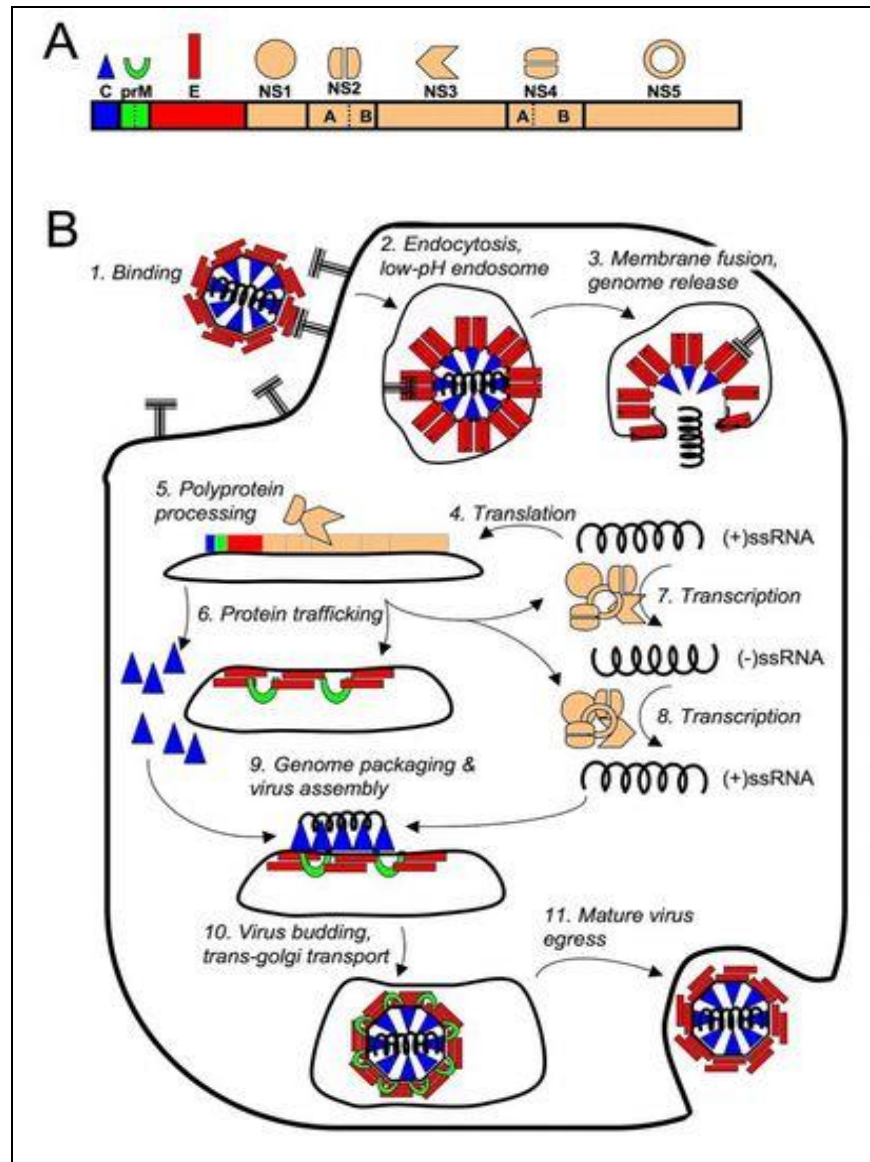 A
C prM E NS1 NS2 NS3 NS4 NS5
A B A B
B
1. Binding
2. Endocytosis,
low-pH endosome
3. Membrane fusion,
genome release
5. Polyprotein
processing
4. Translation
(+)ssRNA
6. Protein trafficking
7. Transcription
(-)ssRNA
8. Transcription
(+)ssRNA
9. Genome packaging &
virus assembly
10. Virus budding,
trans-golgi transport
11. Mature virus
egress